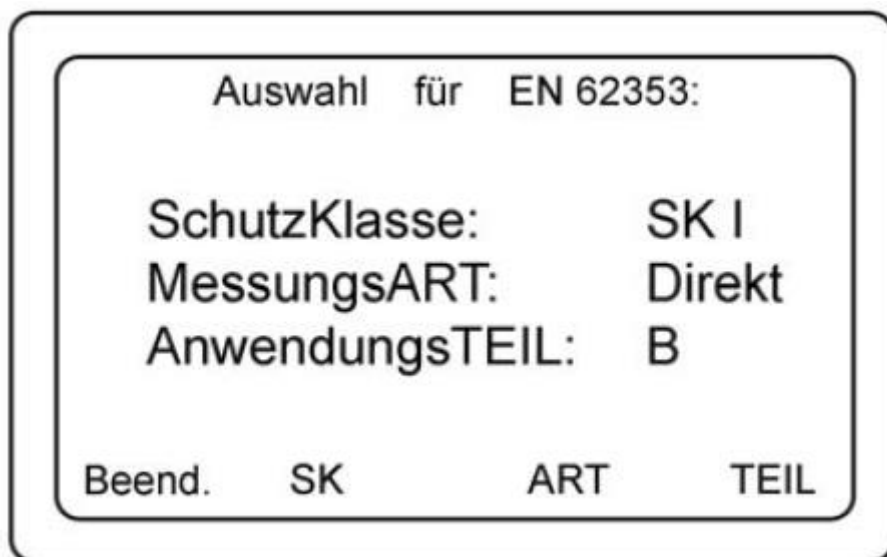 Auswahl für EN 62353:
SchutzKlasse: SK I
MessungsART: Direkt
AnwendungsTEIL: B
Beend. SK ART TEIL